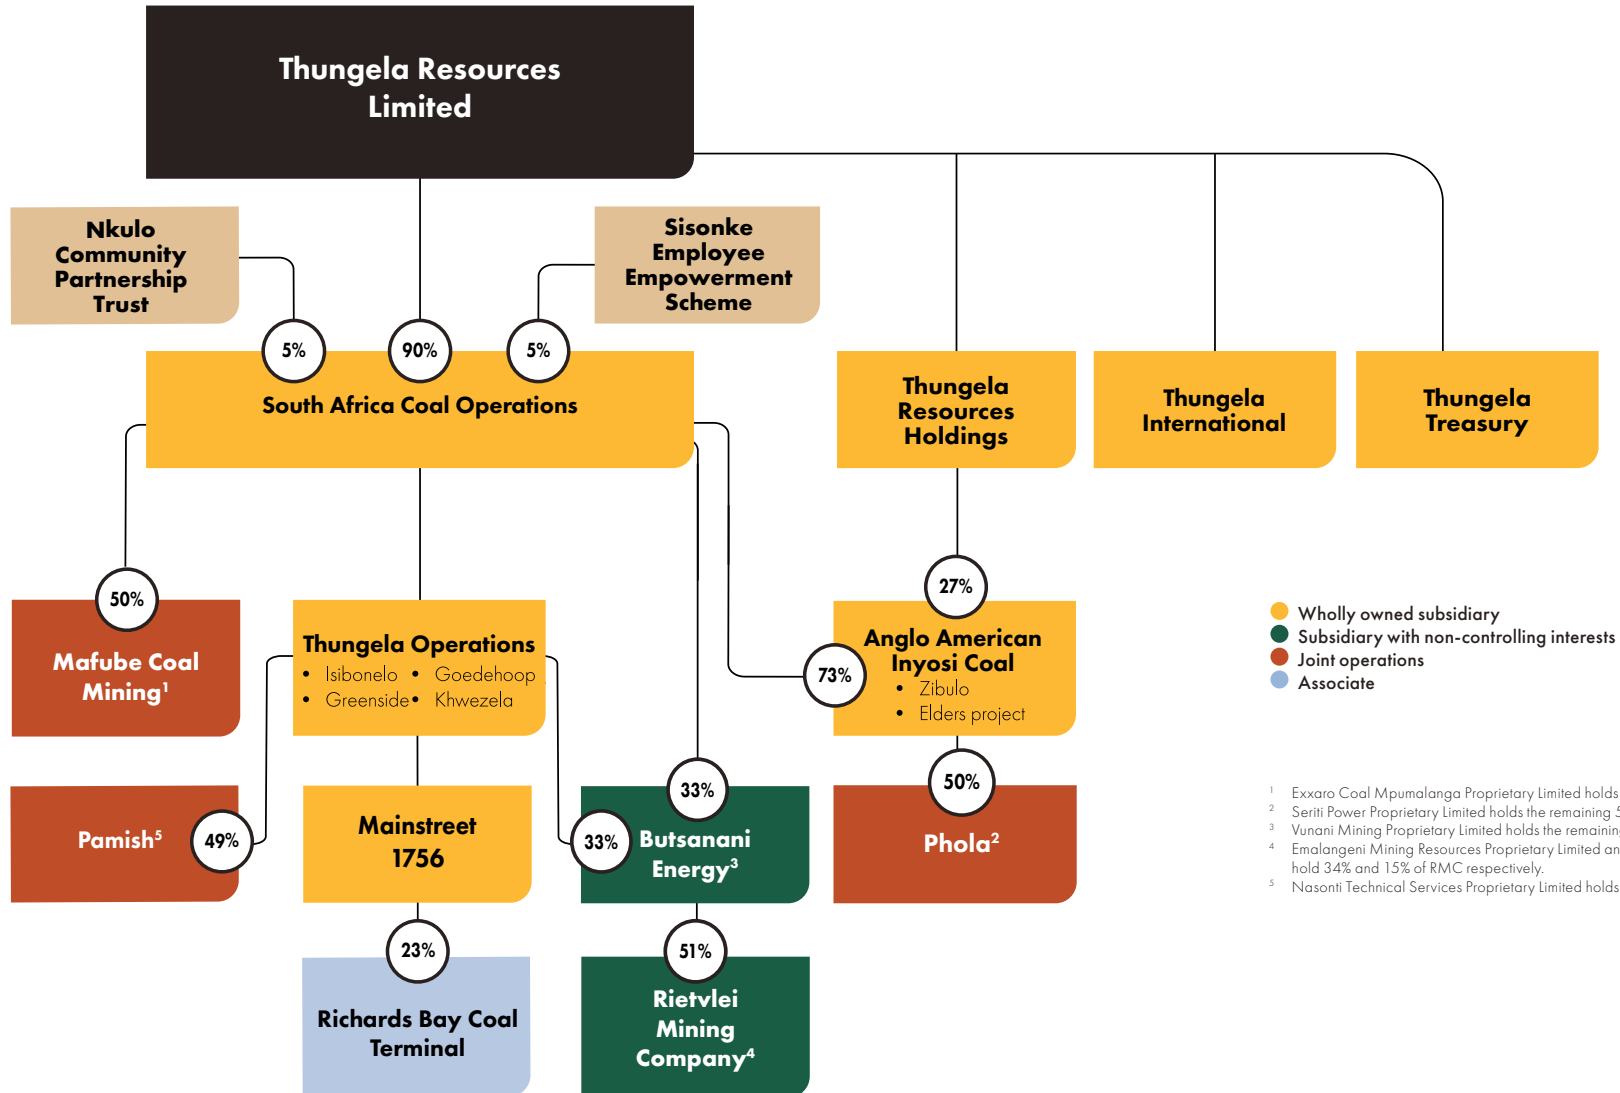 Thungela Resources
Limited
Nkulo
Community
Partnership
Trust
Sisonke
Employee
Empowerment
Scheme
5%
90%
5%
South Africa Coal Operations
Thungela
Resources
Holdings
Thungela
International
Thungela
Treasury
50%
Mafube Coal
Mining¹
Thungela Operations
• Isibonelo • Goedehoop
• Greenside • Khwezela
27%
73%
Anglo American
Inyosi Coal
• Zibulo
• Elders project
Wholly owned subsidiary
Subsidiary with non-controlling interests
Joint operations
Associate
Pamish⁵
49%
Mainstreet
1756
33%
33%
Butsanani
Energy³
50%
Phola²
23%
Richards Bay Coal
Terminal
51%
Rietvlei
Mining
Company⁴
¹ Exxaro Coal Mpumalanga Proprietary Limited holds
² Seriti Power Proprietary Limited holds the remaining 5
³ Vunani Mining Proprietary Limited holds the remaining
⁴ Emalangeni Mining Resources Proprietary Limited an
hold 34% and 15% of RMC respectively.
⁵ Nasonti Technical Services Proprietary Limited holds